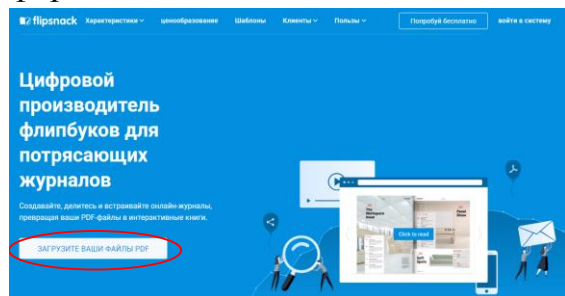 flipsnack Характеристики ценообразование Шаблоны Клиенты Пользы Попробуй бесплатно войти в систему
Цифровой
производитель
флипбуков для
потрясающих
журналов
Создавайте, делитесь и встраивайте онлайн-журналы,
превращая ваши PDF-файлы в интерактивные книги.
ЗАГРУЗИТЕ ВАШИ ФАЙЛЫ PDF
Click to read